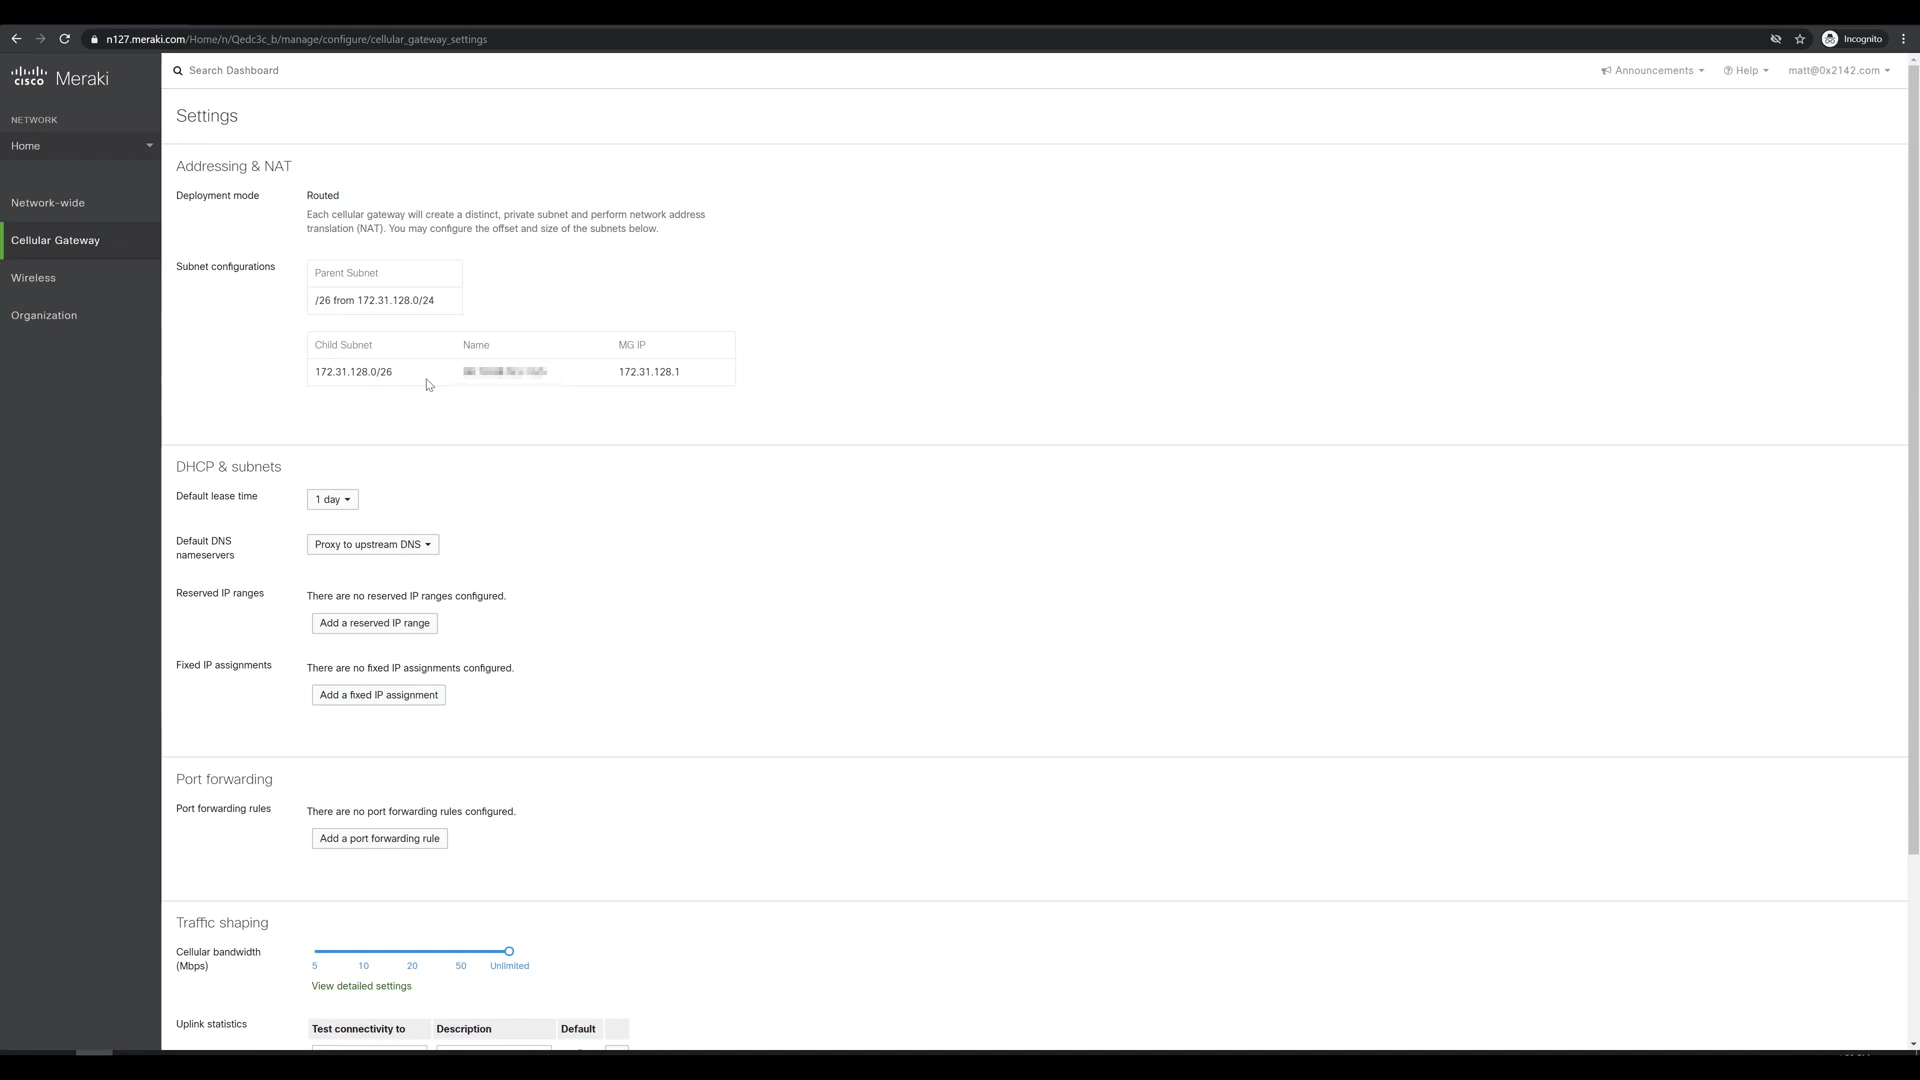 n127.meraki.com/Home/n/Qedc3c_b/manage/configure/cellular_gateway_settings
Incognito
cisco Meraki
Search Dashboard
Announcements
Help
matt@0x2142.com
NETWORK
Home
Network-wide
Cellular Gateway
Wireless
Organization
Settings
Addressing & NAT
Deployment mode
Routed
Each cellular gateway will create a distinct, private subnet and perform network address
translation (NAT). You may configure the offset and size of the subnets below.
Subnet configurations
Parent Subnet
/26 from 172.31.128.0/24
Child Subnet Name MG IP
172.31.128.0/26 172.31.128.1
DHCP & subnets
Default lease time
1 day
Default DNS
nameservers
Proxy to upstream DNS
Reserved IP ranges
There are no reserved IP ranges configured.
Add a reserved IP range
Fixed IP assignments
There are no fixed IP assignments configured.
Add a fixed IP assignment
Port forwarding
Port forwarding rules
There are no port forwarding rules configured.
Add a port forwarding rule
Traffic shaping
Cellular bandwidth
(Mbps)
5 10 20 50 Unlimited
View detailed settings
Uplink statistics
Test connectivity to Description Default